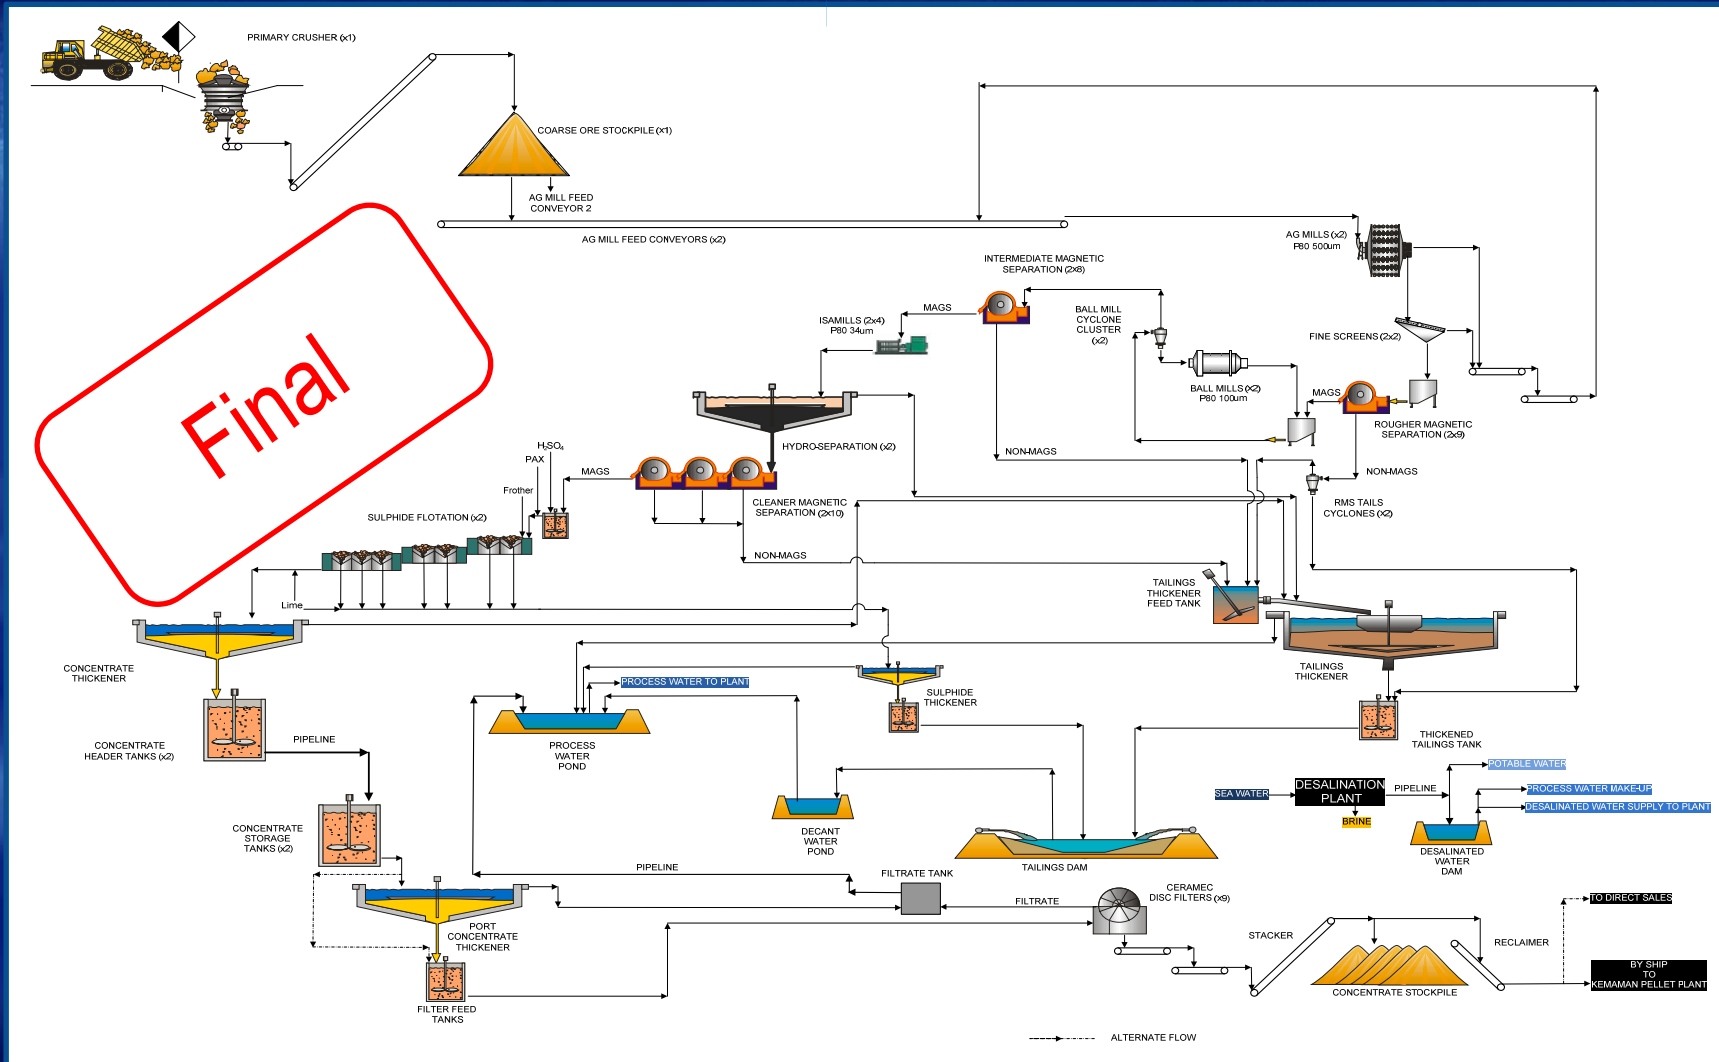 PRIMARY CRUSHER (x1)
COARSE ORE STOCKPILE (x1)
AG MILL FEED
CONVEYOR 2
AG MILL FEED CONVEYORS (x2)
AG MILLS (x2)
P80 500um
INTERMEDIATE MAGNETIC
SEPARATION (2x8)
MAGS
BALL MILL
CYCLONE
CLUSTER
(x2)
ISAMILLS (2x4)
P80 34um
FINE SCREENS (2x2)
BALL MILLS (X2)
P80 100um
MAGS
ROUGHER MAGNETIC
SEPARATION (2x9)
Final
HYDRO-SEPARATION (x2)
H2SO4
PAX
NON-MAGS
MAGS
NON-MAGS
Frother
CLEANER MAGNETIC
SEPARATION (2x10)
RMS TAILS
CYCLONES (x2)
SULPHIDE FLOTATION (x2)
NON-MAGS
TAILINGS
THICKENER
FEED TANK
Lime
CONCENTRATE
THICKENER
TAILINGS
THICKENER
PROCESS WATER TO PLANT
SULPHIDE
THICKENER
PIPELINE
CONCENTRATE
HEADER TANKS (x2)
PROCESS
WATER
POND
THICKENED
TAILINGS TANK
POTABLE WATER
SEA WATER
DESALINATION
PLANT
PIPELINE
PROCESS WATER MAKE-UP
DESALINATED WATER SUPPLY TO PLANT
BRINE
CONCENTRATE
STORAGE
TANKS (x2)
DECANT
WATER
POND
DESALINATED
WATER
DAM
TAILINGS DAM
PIPELINE
FILTRATE TANK
FILTRATE
CERAMEC
DISC FILTERS (x9)
TO DIRECT SALES
PORT
CONCENTRATE
THICKENER
STACKER
RECLAIMER
BY SHIP
TO
KEMAMAN PELLET PLANT
CONCENTRATE STOCKPILE
FILTER FEED
TANKS
ALTERNATE FLOW